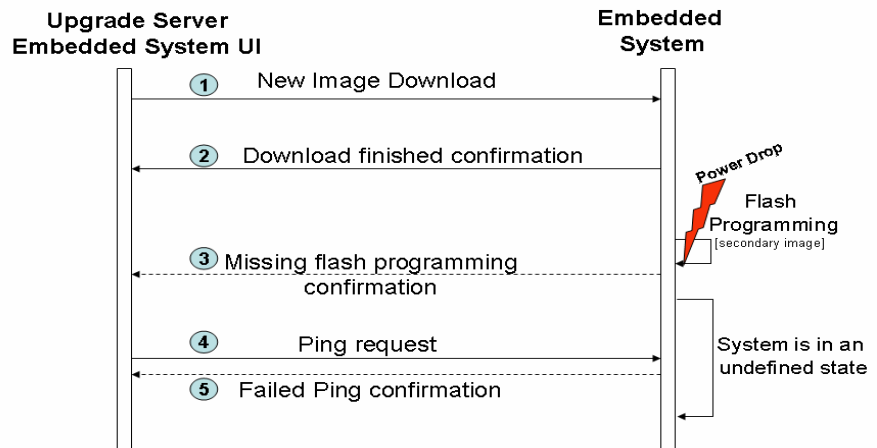 Upgrade Server
Embedded System UI
Embedded
System
1 New Image Download
2 Download finished confirmation
Power Drop
Flash
Programming
[secondary image]
3 Missing flash programming
confirmation
4 Ping request
System is in an
undefined state
5 Failed Ping confirmation